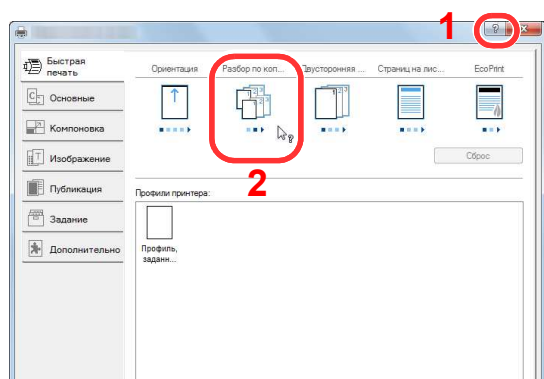 1
?
x
Быстрая
печать
Ориентация
Разбор по коп...
Двусторонняя ...
Страниц на лис...
EcoPrint
Основные
Компоновка
2
Сброс
Изображение
Публикация
Профили принтера:
Задание
Дополнительно
Профиль,
заданн...